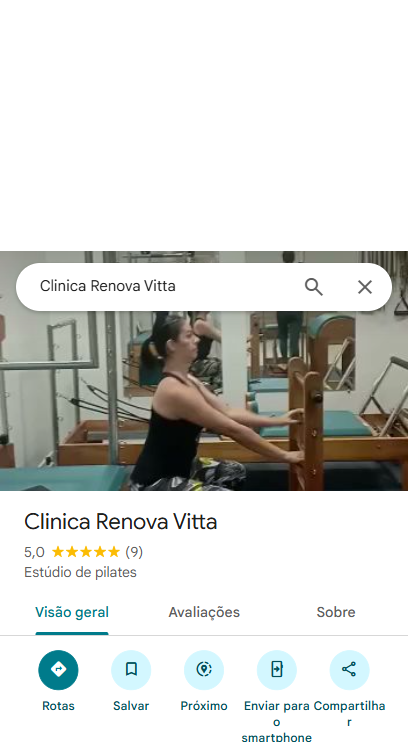 Clinica Renova Vitta
Clinica Renova Vitta
5,0 (9)
Estúdio de pilates
Visão geral Avaliações Sobre
Rotas Salvar Próximo Enviar para o smartphone Compartilhar